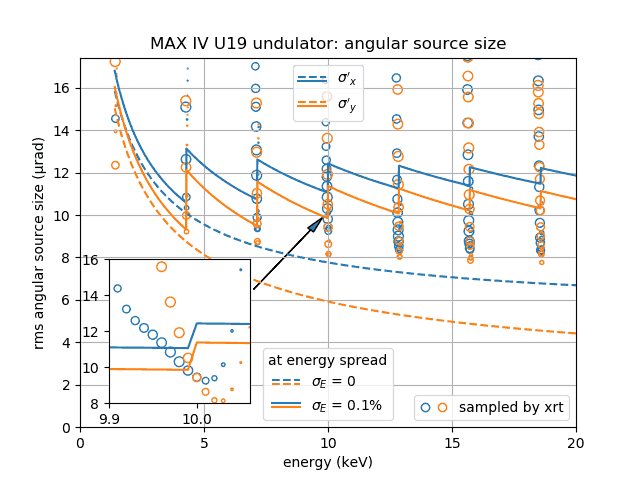 MAX IV U19 undulator: angular source size
16
14
12
10
8
6
4
2
0
rms angular source size (μrad)
σ'ₓ
σ'ᵧ
16
14
12
10
8
9.9
10.0
at energy spread
σ_E = 0
σ_E = 0.1%
sampled by xrt
0
5
10
15
20
energy (keV)